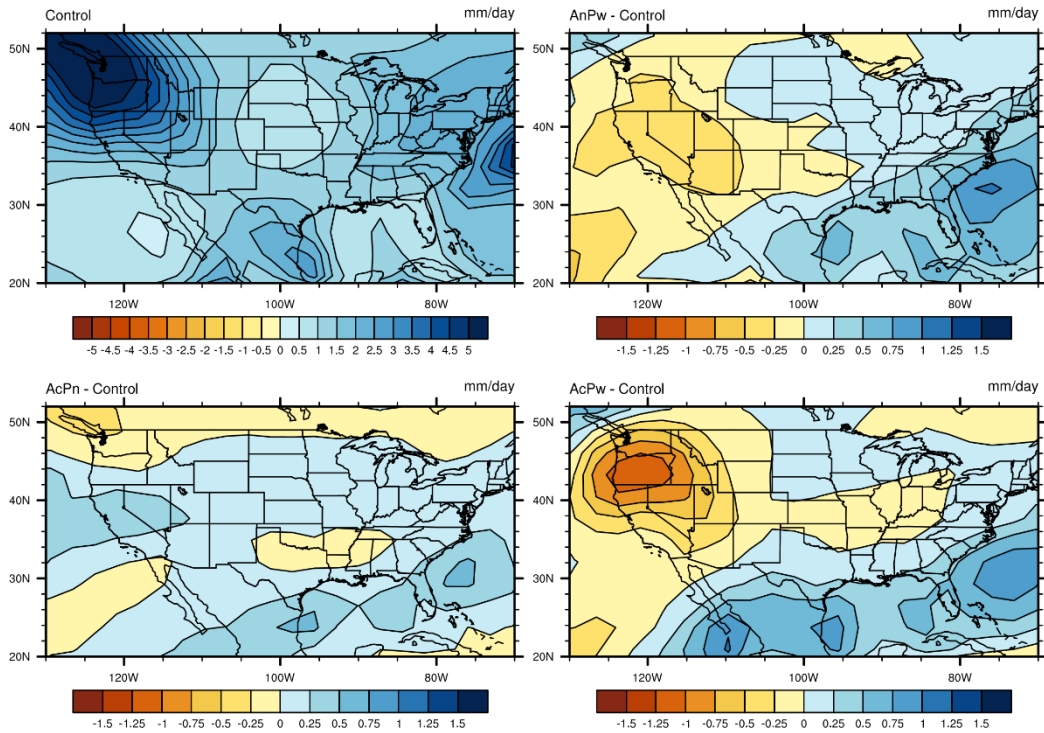 Control mm/day
50N
40N
30N
20N
120W 100W 80W
-5 -4.5 -4 -3.5 -3 -2.5 -2 -1.5 -1 -0.5 0 0.5 1 1.5 2 2.5 3 3.5 4 4.5 5
AnPw - Control mm/day
50N
40N
30N
20N
120W 100W 80W
-1.5 -1.25 -1 -0.75 -0.5 -0.25 0 0.25 0.5 0.75 1 1.25 1.5
AcPn - Control mm/day
50N
40N
30N
20N
120W 100W 80W
-1.5 -1.25 -1 -0.75 -0.5 -0.25 0 0.25 0.5 0.75 1 1.25 1.5
AcPw - Control mm/day
50N
40N
30N
20N
120W 100W 80W
-1.5 -1.25 -1 -0.75 -0.5 -0.25 0 0.25 0.5 0.75 1 1.25 1.5